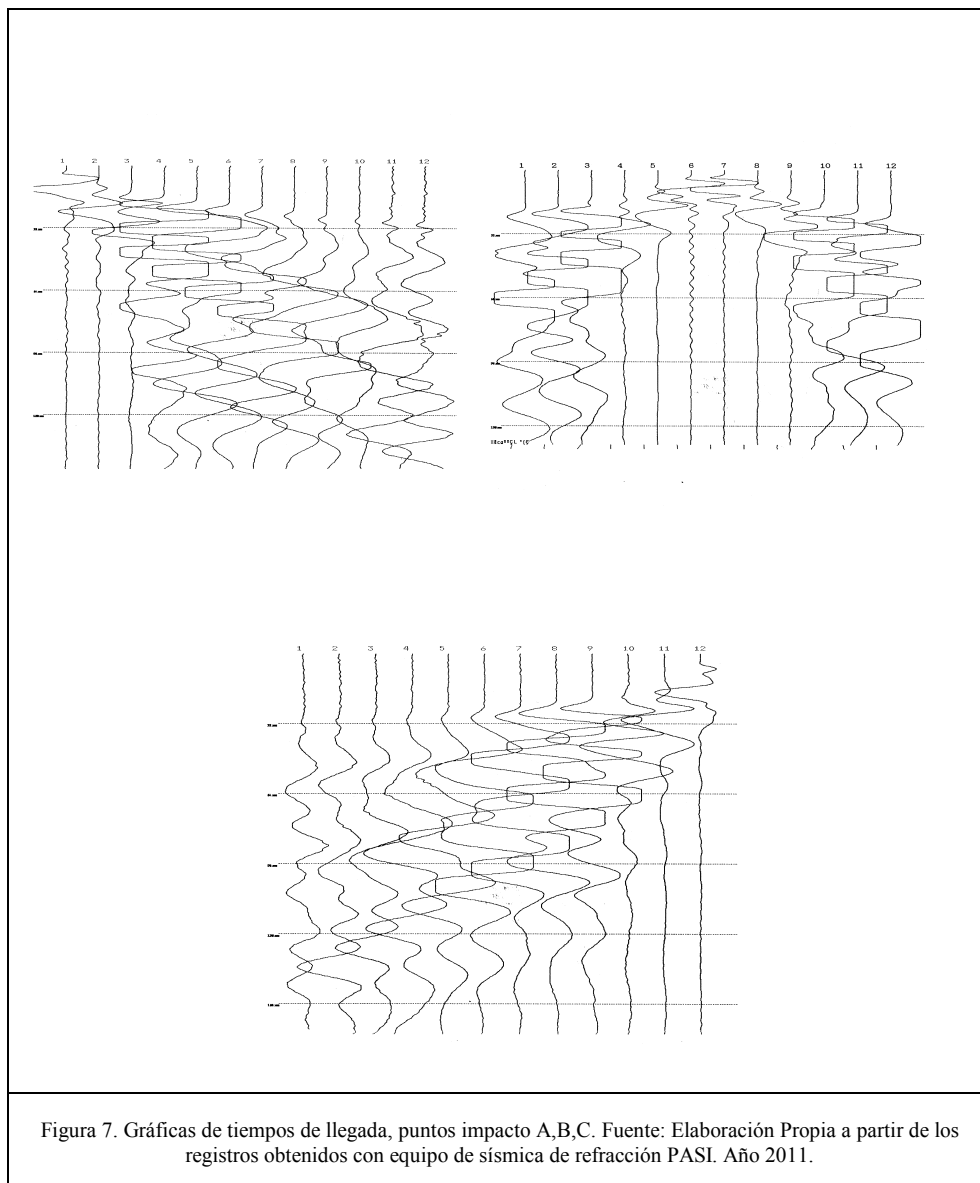 1 2 3 4 5 6 7 8 9 10 11 12
1 2 3 4 5 6 7 8 9 10 11 12
1 2 3 4 5 6 7 8 9 10 11 12
Figura 7. Gráficas de tiempos de llegada, puntos impacto A,B,C. Fuente: Elaboración Propia a partir de los
registros obtenidos con equipo de sísmica de refracción PASI. Año 2011.